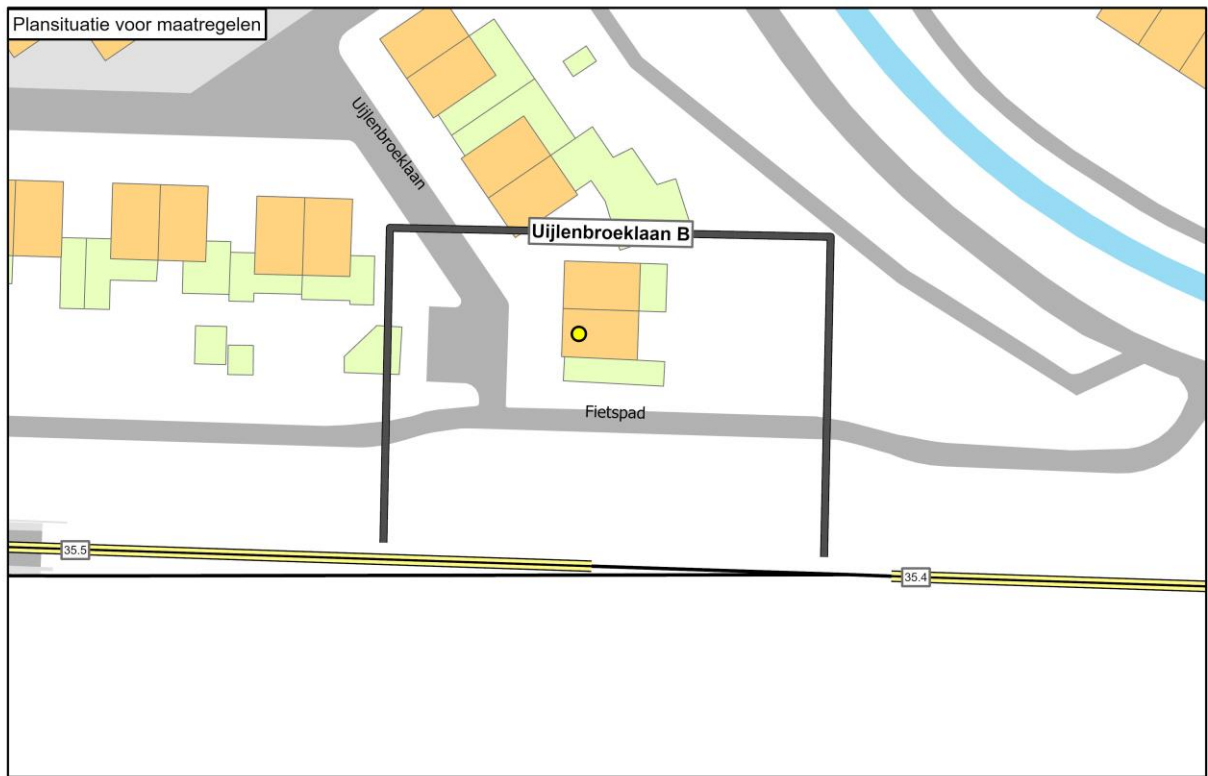 Plansituatie voor maatregelen
Uijlenbroeklaan
Uijlenbroeklaan B
Fietspad
35.5
35.4